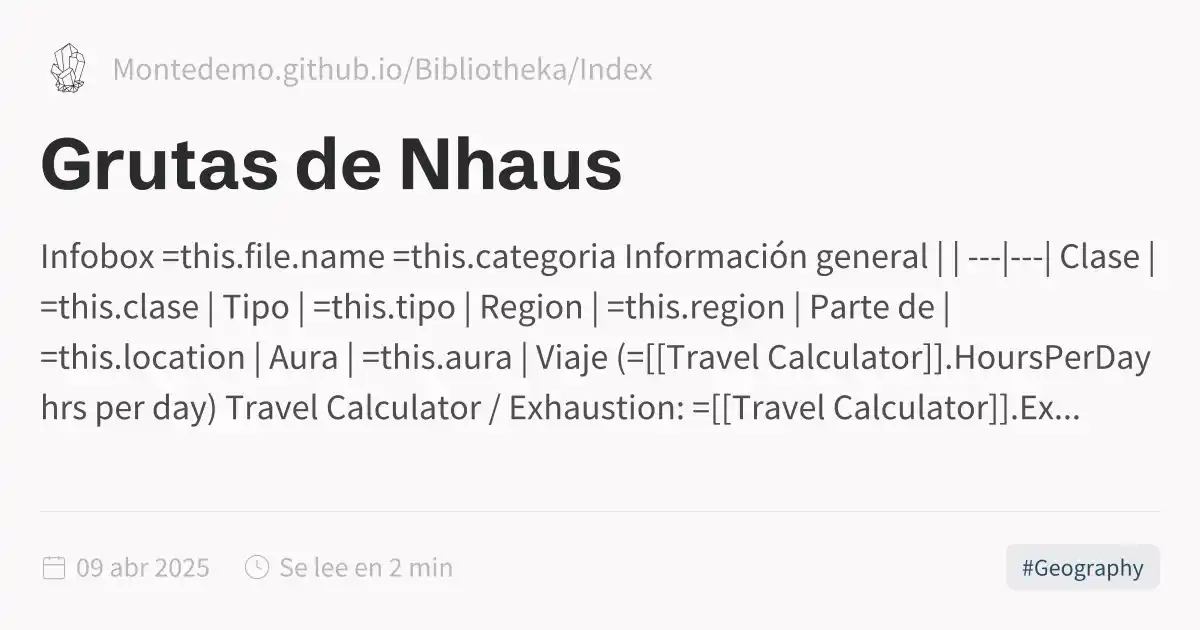 Montedemo.github.io/Bibliotheka/Index
Grutas de Nhaus
Infobox =this.file.name =this.categoria Información general | | ---|---| Clase |
=this.clase | Tipo | =this.tipo | Region | =this.region | Parte de |
=this.location | Aura | =this.aura | Viaje (=[[Travel Calculator]].HoursPerDay
hrs per day) Travel Calculator / Exhaustion: =[[Travel Calculator]].Ex...
09 abr 2025
Se lee en 2 min
#Geography